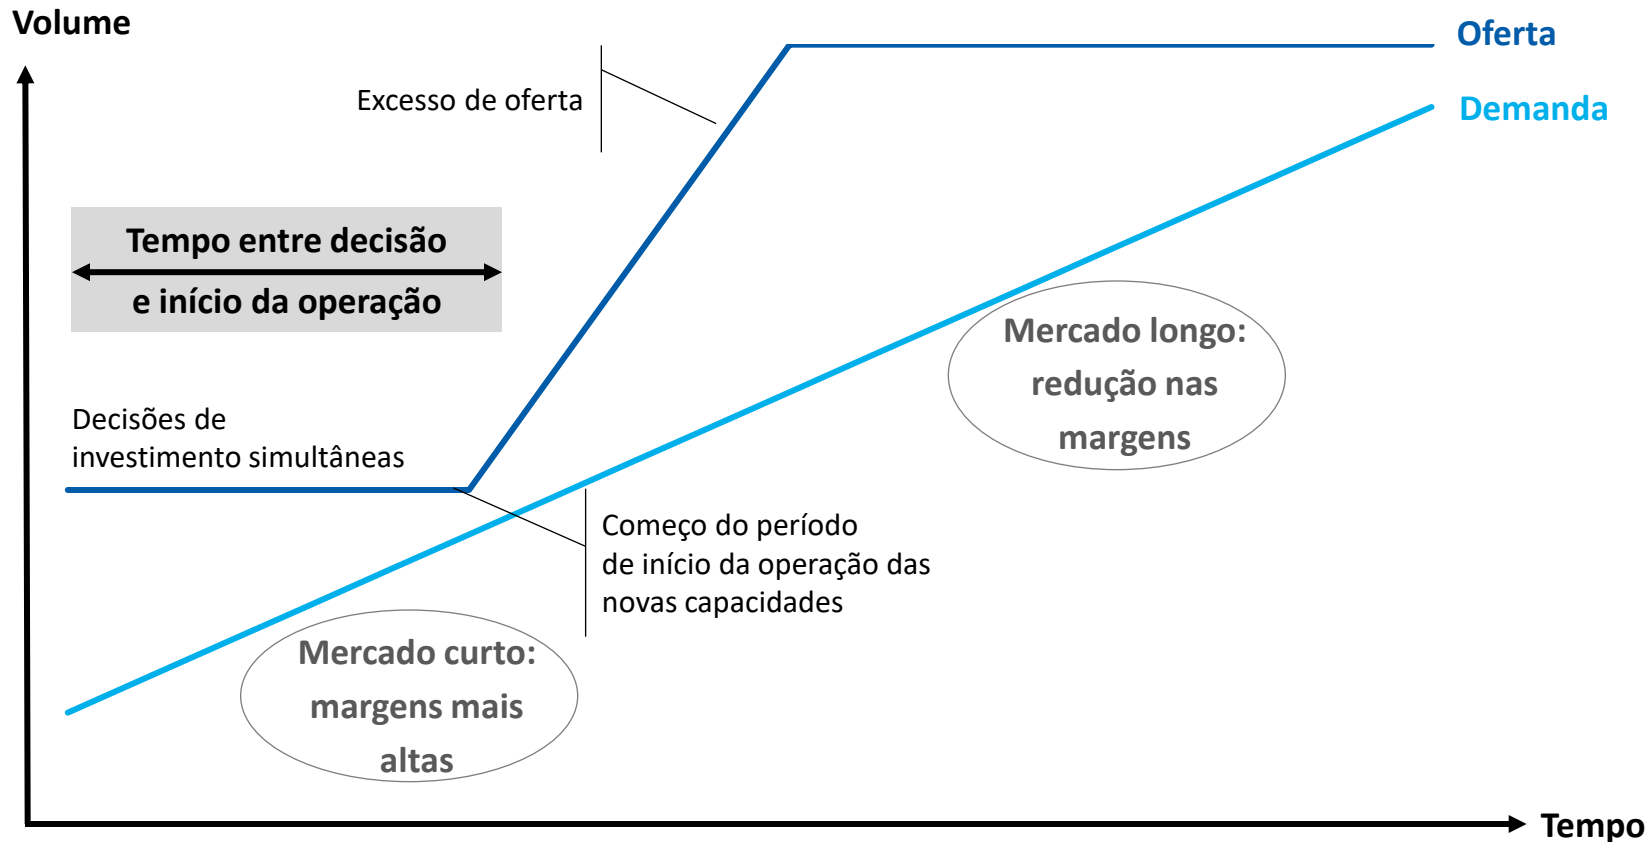 Volume
Oferta
Excesso de oferta
Demanda
Tempo entre decisão
e início da operação
Mercado longo:
redução nas
margens
Decisões de
investimento simultâneas
Começo do período
de início da operação das
novas capacidades
Mercado curto:
margens mais
altas
Tempo